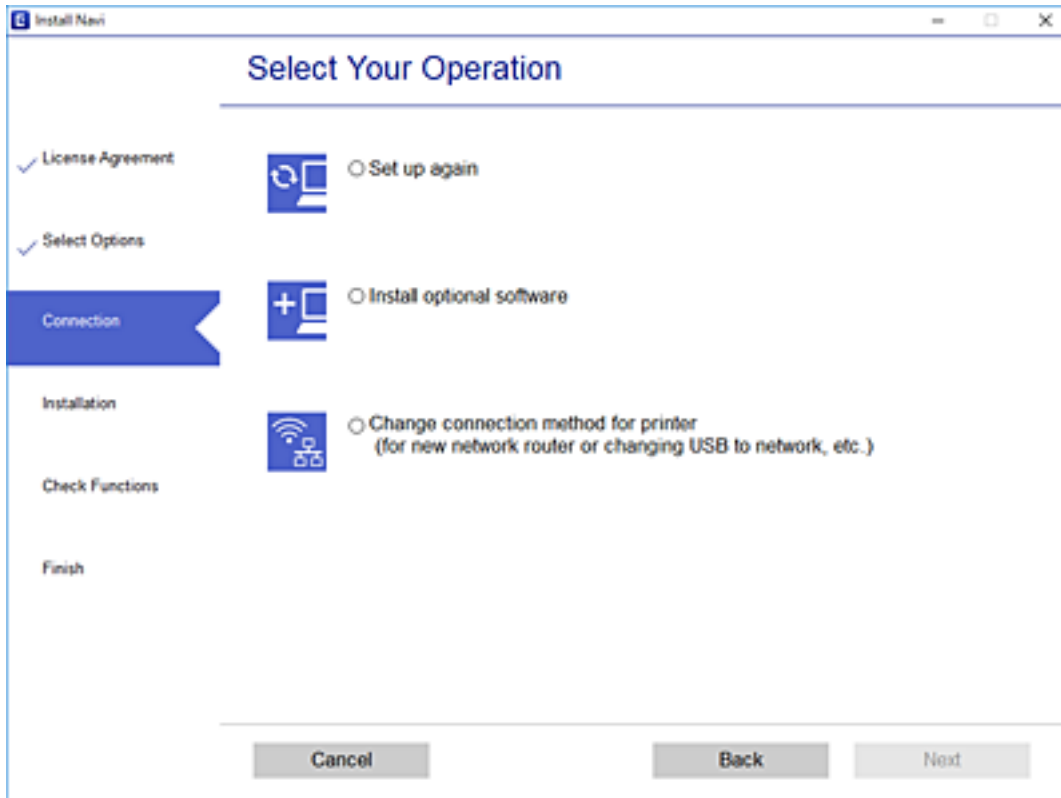 Install Navi
Select Your Operation
License Agreement
Select Options
Connection
Installation
Check Functions
Finish
Set up again
Install optional software
Change connection method for printer
(for new network router or changing USB to network, etc.)
Cancel
Back
Next